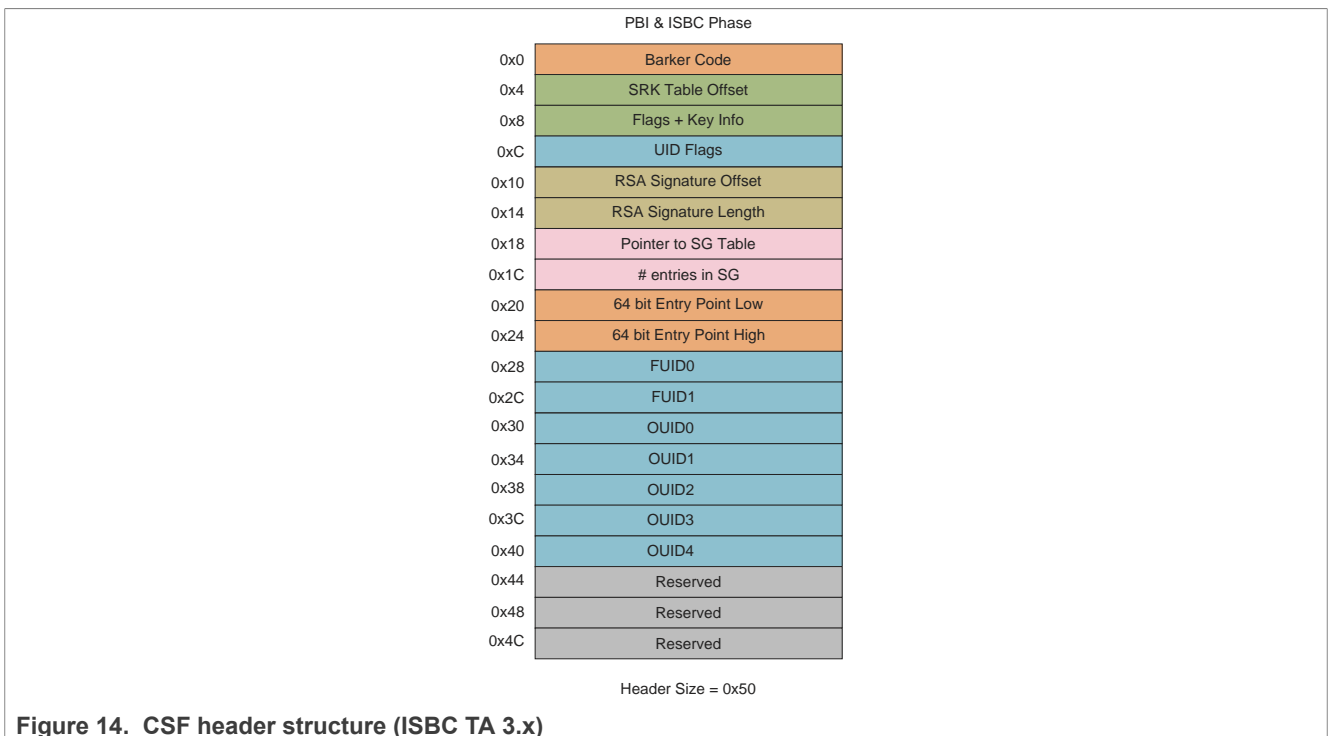 PBI & ISBC Phase
0x0 Barker Code
0x4 SRK Table Offset
0x8 Flags + Key Info
0xC UID Flags
0x10 RSA Signature Offset
0x14 RSA Signature Length
0x18 Pointer to SG Table
0x1C # entries in SG
0x20 64 bit Entry Point Low
0x24 64 bit Entry Point High
0x28 FUID0
0x2C FUID1
0x30 OUID0
0x34 OUID1
0x38 OUID2
0x3C OUID3
0x40 OUID4
0x44 Reserved
0x48 Reserved
0x4C Reserved
Header Size = 0x50
Figure 14. CSF header structure (ISBC TA 3.x)